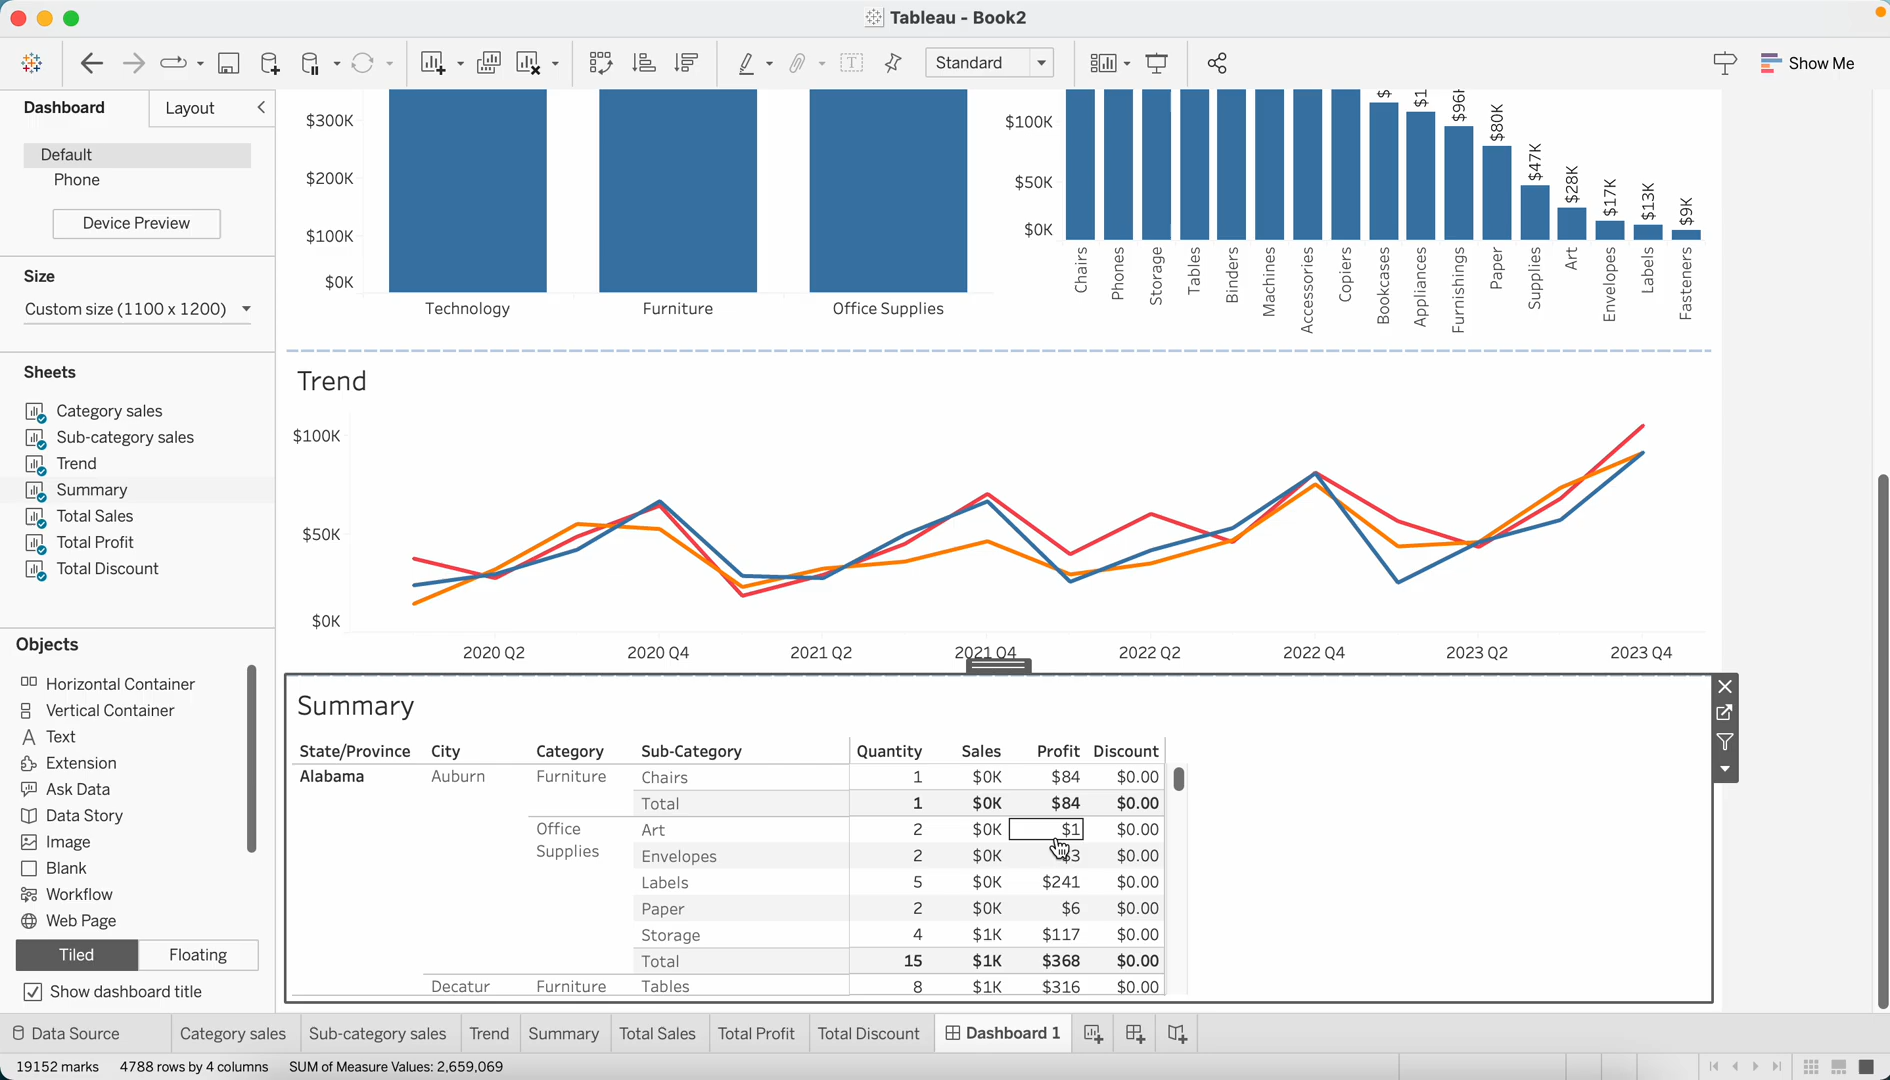 Tableau - Book2
Standard
Show Me
Dashboard
Layout
Default
Phone
Device Preview
Size
Custom size (1100 x 1200)
Sheets
Category sales
Sub-category sales
Trend
Summary
Total Sales
Total Profit
Total Discount
Objects
Horizontal Container
Vertical Container
Text
Extension
Ask Data
Data Story
Image
Blank
Workflow
Web Page
Tiled
Floating
Show dashboard title
$300K
$200K
$100K
$0K
Technology
Furniture
Office Supplies
$100K
$50K
$0K
$96K
$80K
$47K
$28K
$17K
$13K
$9K
Chairs
Phones
Storage
Tables
Binders
Machines
Accessories
Copiers
Bookcases
Appliances
Furnishings
Paper
Supplies
Art
Envelopes
Labels
Fasteners
Trend
$100K
$50K
$0K
2020 Q2
2020 Q4
2021 Q2
2021 Q4
2022 Q2
2022 Q4
2023 Q2
2023 Q4
Summary
State/Province City Category Sub-Category Quantity Sales Profit Discount
Alabama Auburn Furniture Chairs 1 $0K $84 $0.00
Total 1 $0K $84 $0.00
Office Art 2 $0K $1 $0.00
Supplies Envelopes 2 $0K $3 $0.00
Labels 5 $0K $241 $0.00
Paper 2 $0K $6 $0.00
Storage 4 $1K $117 $0.00
Total 15 $1K $368 $0.00
Decatur Furniture Tables 8 $1K $316 $0.00
Data Source
Category sales
Sub-category sales
Trend
Summary
Total Sales
Total Profit
Total Discount
Dashboard 1
19152 marks 4788 rows by 4 columns SUM of Measure Values: 2,659,069